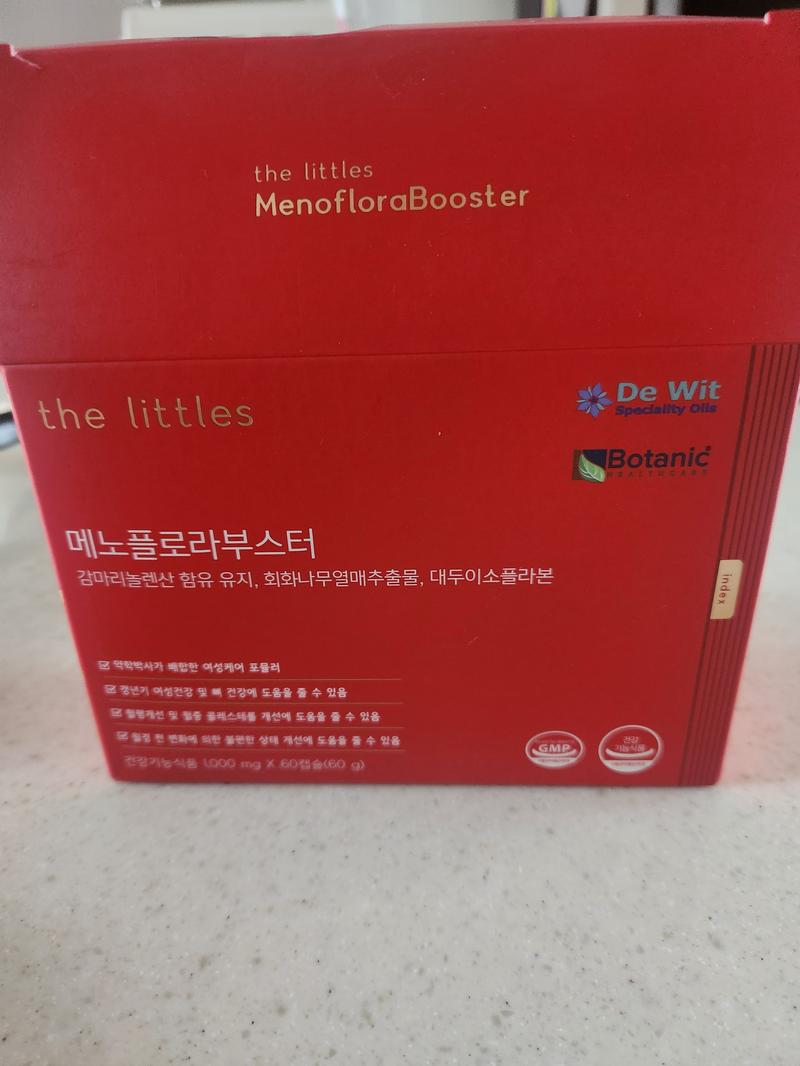 the littles
MenofloraBooster
the littles
De Wit
Speciality Oils
Botanic
HEALTHCARE
메노플로라부스터
감마리놀렌산 함유 유지, 회화나무열매추출물, 대두이소플라본
index
약학박사가 배합한 여성케어 포뮬러
갱년기 여성건강 및 뼈 건강에 도움을 줄 수 있음
혈행개선 및 혈중 콜레스테롤 개선에 도움을 줄 수 있음
월경 전 변화에 의한 불편한 상태 개선에 도움을 줄 수 있음
건강기능식품 1,000 mg X 60캡슐(60 g)
GMP
건강
기능식품